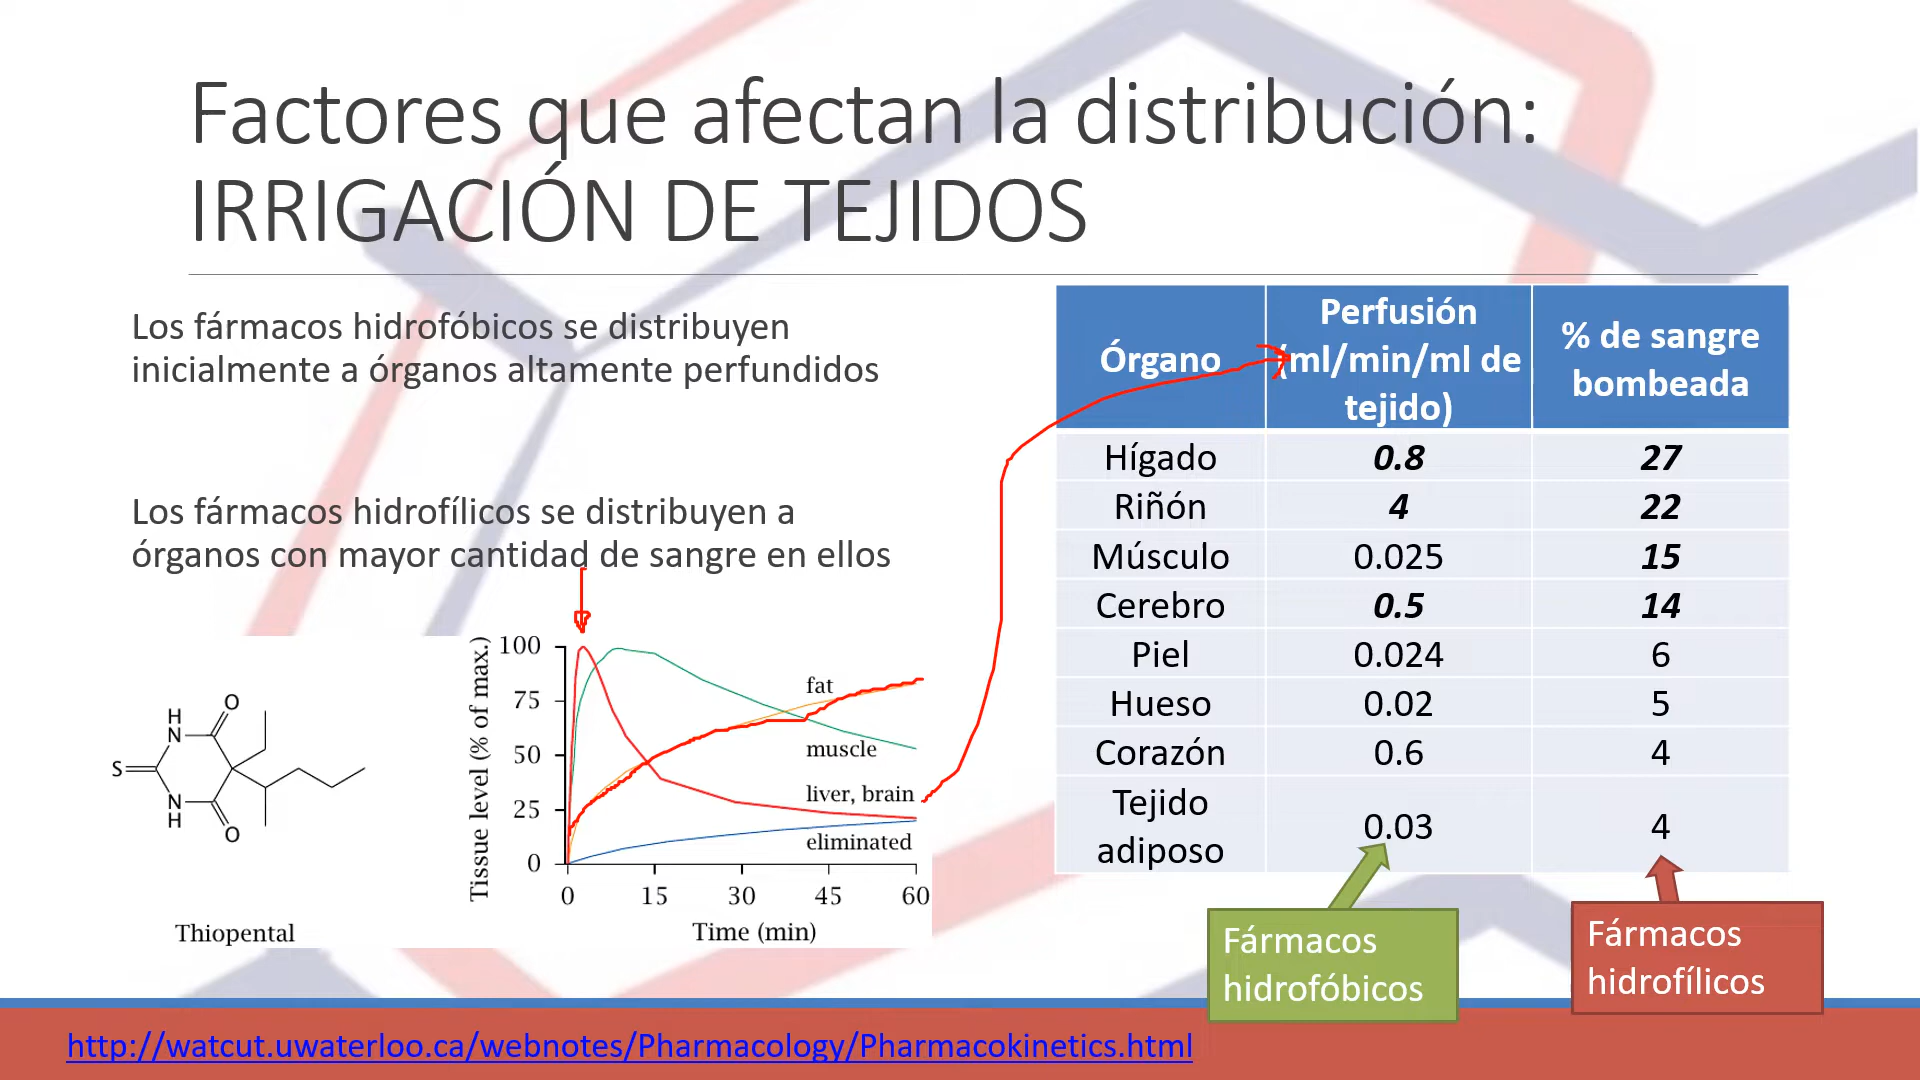 Factores que afectan la distribución:
IRRIGACIÓN DE TEJIDOS
Los fármacos hidrofóbicos se distribuyen
inicialmente a órganos altamente perfundidos
Los fármacos hidrofílicos se distribuyen a
órganos con mayor cantidad de sangre en ellos
H
N
O
S
N
H
O
Thiopental
Tissue level (% of max.)
100
75
50
25
0
fat
muscle
liver, brain
eliminated
0 15 30 45 60
Time (min)
Órgano
Perfusión
(ml/min/ml de
tejido)
% de sangre
bombeada
Hígado 0.8 27
Riñón 4 22
Músculo 0.025 15
Cerebro 0.5 14
Piel 0.024 6
Hueso 0.02 5
Corazón 0.6 4
Tejido
adiposo
0.03 4
Fármacos
hidrofóbicos
Fármacos
hidrofílicos
http://watcut.uwaterloo.ca/webnotes/Pharmacology/Pharmacokinetics.html